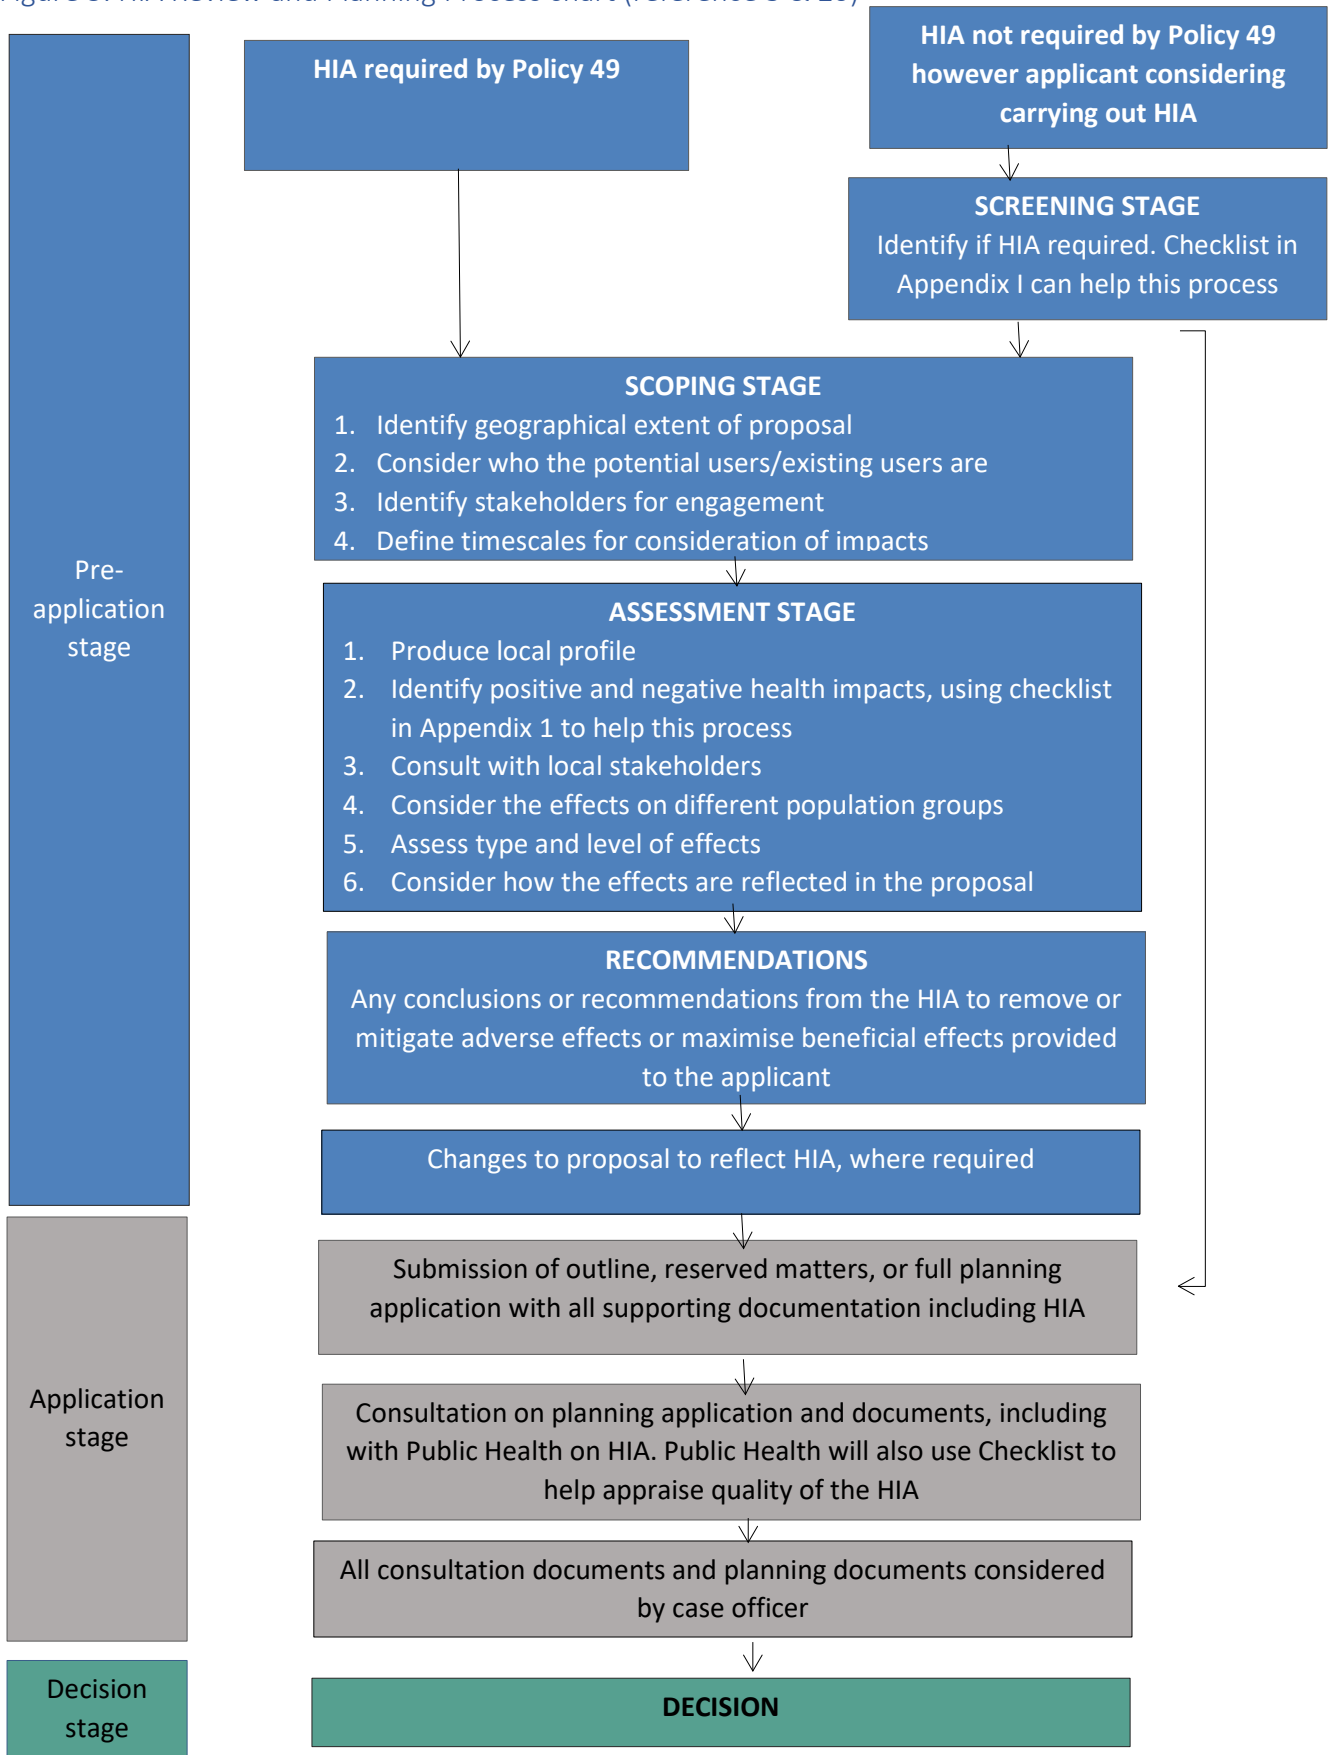 HIA required by Policy 49
HIA not required by Policy 49
however applicant considering
carrying out HIA
SCREENING STAGE
Identify if HIA required. Checklist in
Appendix I can help this process
Pre-
application
stage
SCOPING STAGE
1. Identify geographical extent of proposal
2. Consider who the potential users/existing users are
3. Identify stakeholders for engagement
4. Define timescales for consideration of impacts
ASSESSMENT STAGE
1. Produce local profile
2. Identify positive and negative health impacts, using checklist
in Appendix 1 to help this process
3. Consult with local stakeholders
4. Consider the effects on different population groups
5. Assess type and level of effects
6. Consider how the effects are reflected in the proposal
RECOMMENDATIONS
Any conclusions or recommendations from the HIA to remove or
mitigate adverse effects or maximise beneficial effects provided
to the applicant
Changes to proposal to reflect HIA, where required
Application
stage
Submission of outline, reserved matters, or full planning
application with all supporting documentation including HIA
Consultation on planning application and documents, including
with Public Health on HIA. Public Health will also use Checklist to
help appraise quality of the HIA
All consultation documents and planning documents considered
by case officer
Decision
stage
DECISION